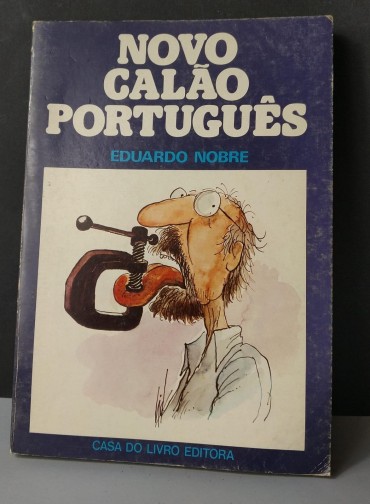 NOVO
CALÃO
PORTUGUÊS
EDUARDO NOBRE
CASA DO LIVRO EDITORA